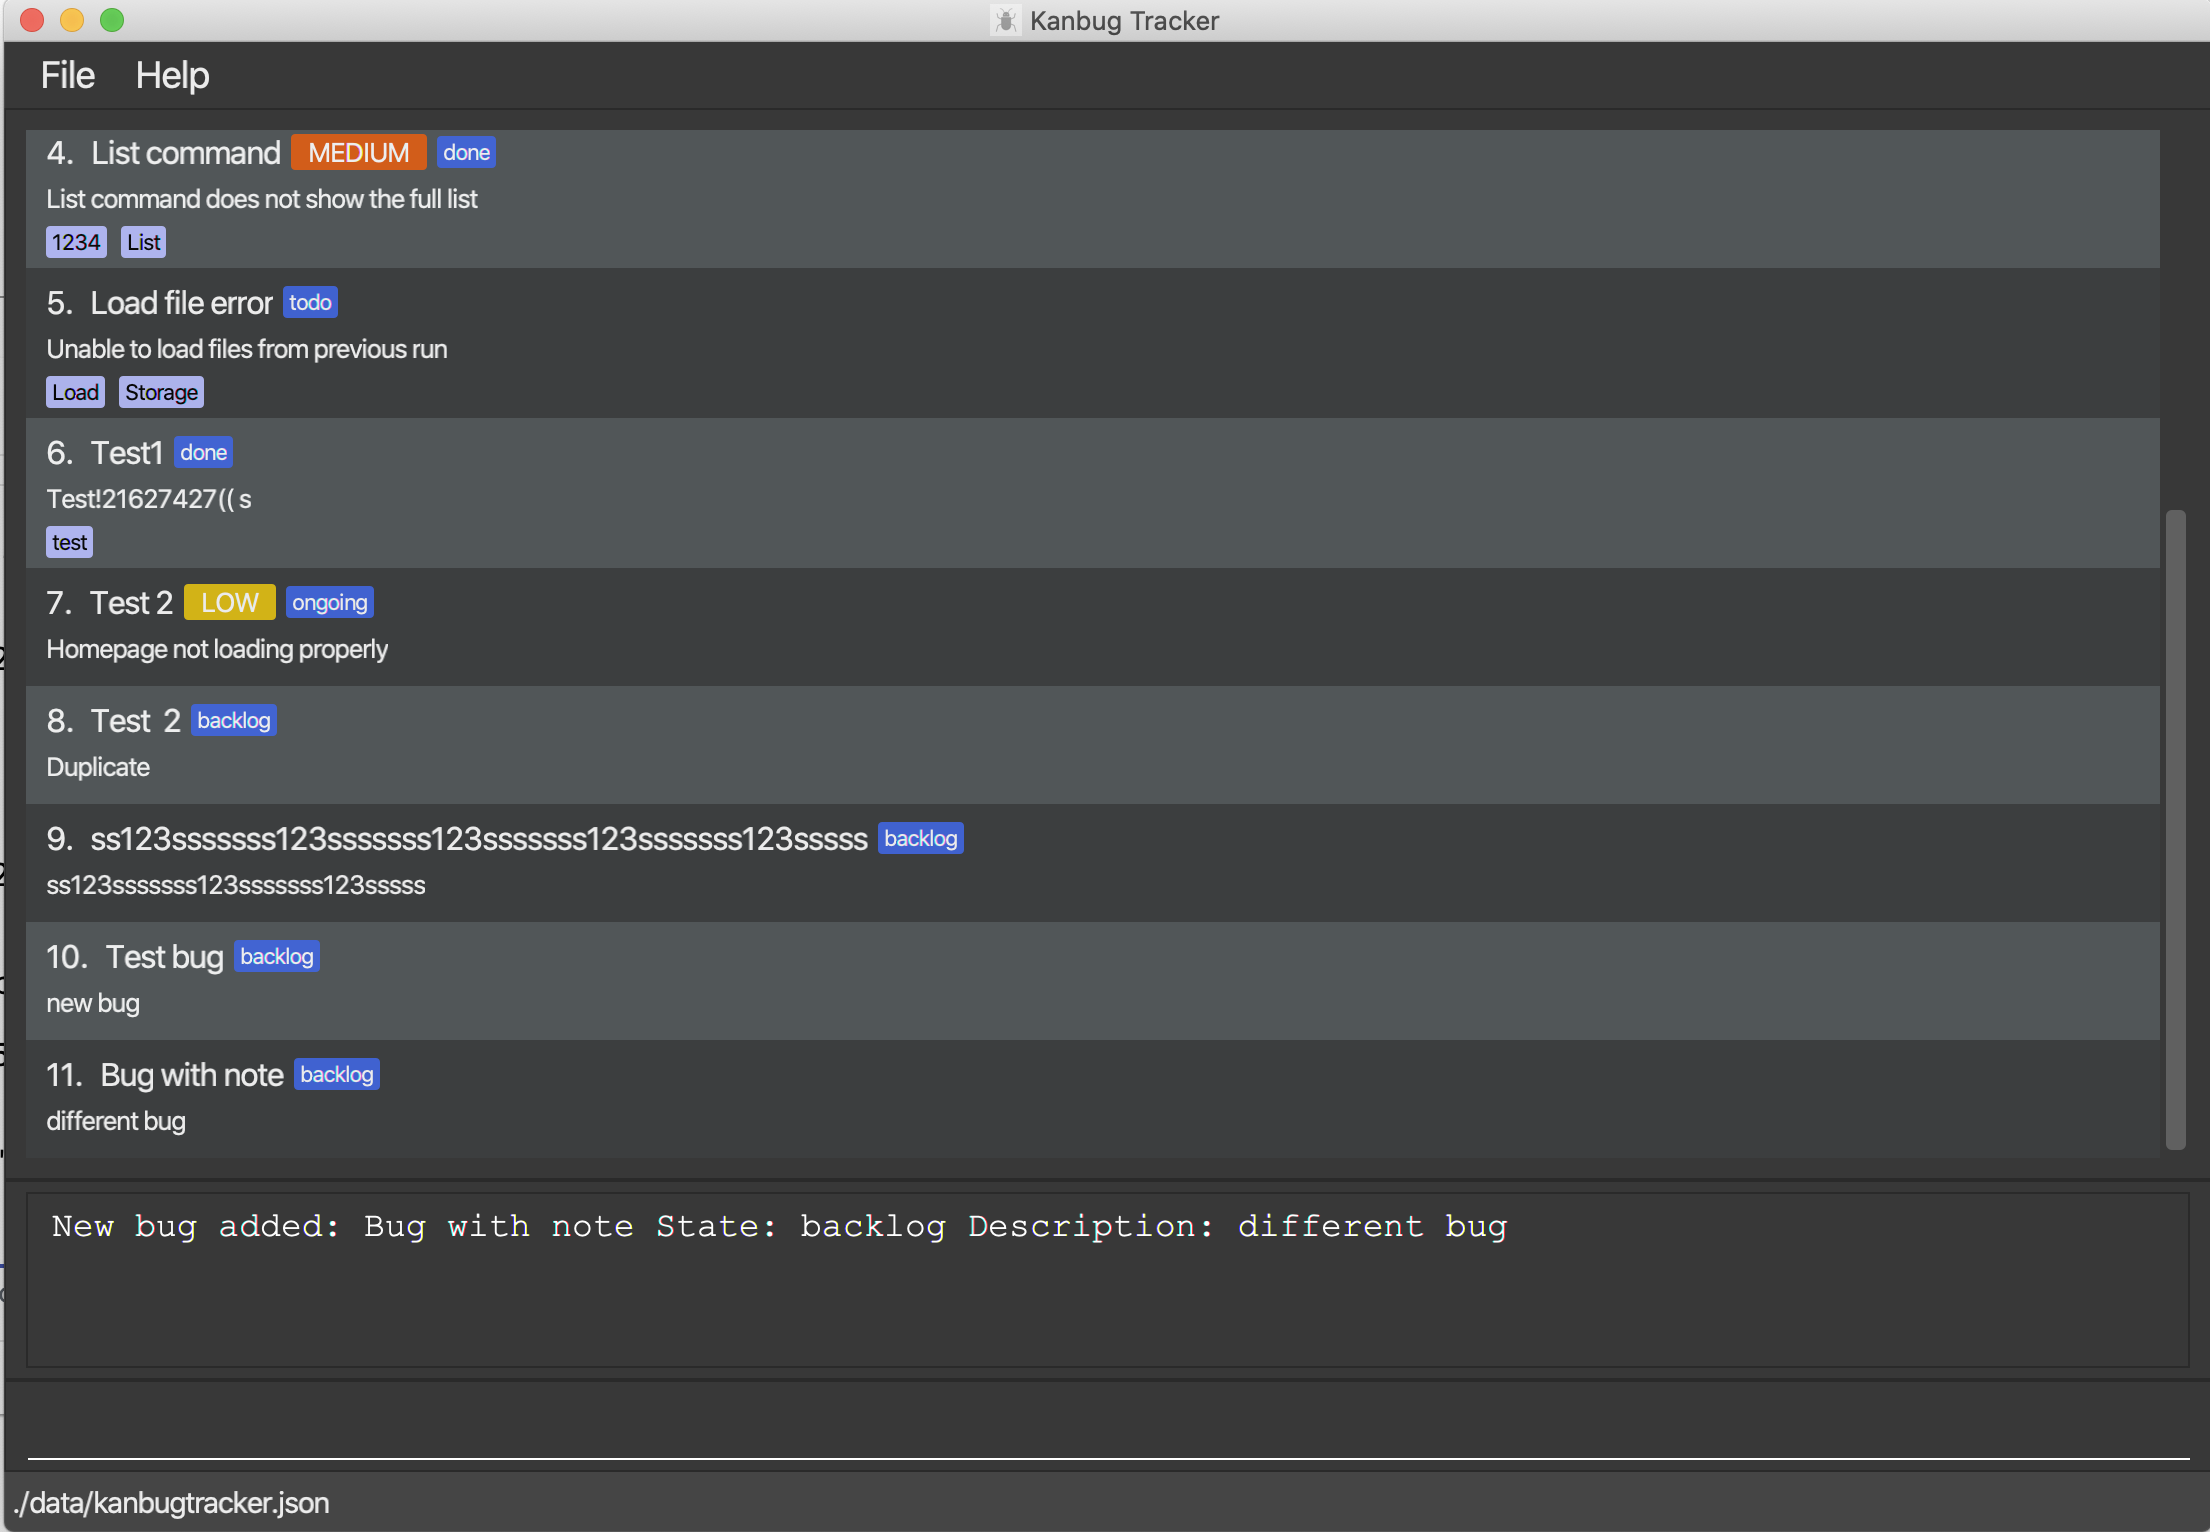 Kanbug Tracker
File Help
4. List command MEDIUM done
List command does not show the full list
1234 List
5. Load file error todo
Unable to load files from previous run
Load Storage
6. Test1 done
Test!21627427(( s
test
7. Test 2 LOW ongoing
Homepage not loading properly
8. Test  2 backlog
Duplicate
9. ss123sssssss123sssssss123sssssss123sssssss123sssss backlog
ss123sssssss123sssssss123sssss
10. Test bug backlog
new bug
11. Bug with note backlog
different bug
New bug added: Bug with note State: backlog Description: different bug
./data/kanbugtracker.json